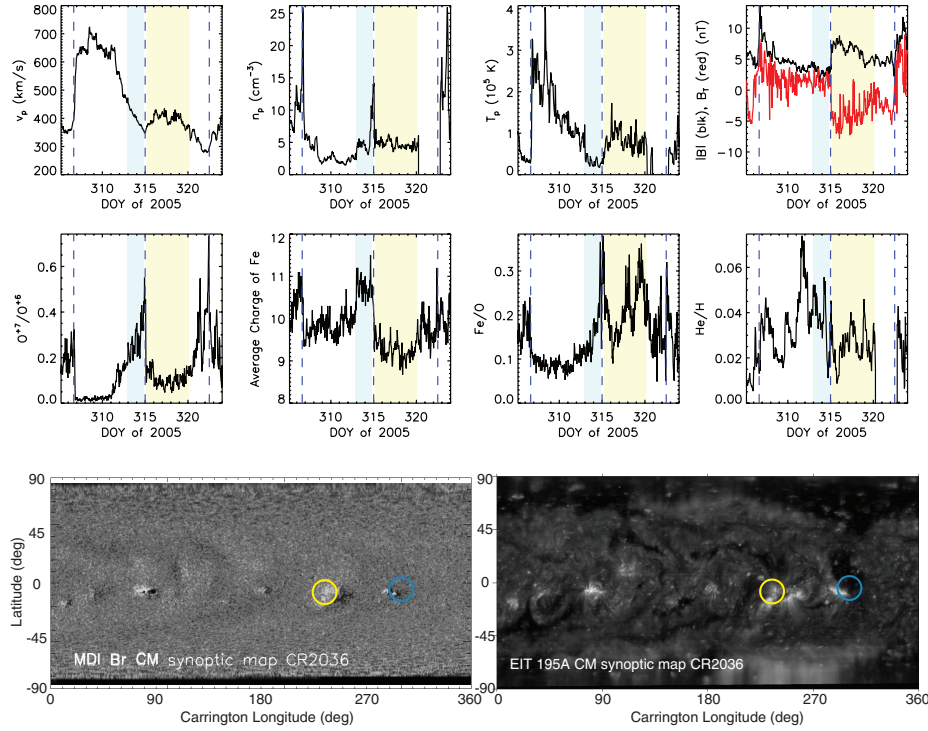 v_p (km/s)
800
700
600
500
400
300
200
310 315 320
DOY of 2005
n_p (cm⁻³)
25
20
15
10
5
0
310 315 320
DOY of 2005
T_p (10⁵ K)
4
3
2
1
0
310 315 320
DOY of 2005
|B| (blk), B_r (red) (nT)
10
5
0
−5
−10
310 315 320
DOY of 2005
O⁺⁷/O⁺⁶
0.6
0.4
0.2
0.0
310 315 320
DOY of 2005
Average Charge of Fe
12
11
10
9
8
310 315 320
DOY of 2005
Fe/O
0.3
0.2
0.1
0.0
310 315 320
DOY of 2005
He/H
0.06
0.04
0.02
0.00
310 315 320
DOY of 2005
Latitude (deg)
90
45
0
-45
-90
MDI Br CM synoptic map CR2036
0 90 180 270 360
Carrington Longitude (deg)
90
45
0
-45
-90
EIT 195A CM synoptic map CR2036
0 90 180 270 360
Carrington Longitude (deg)